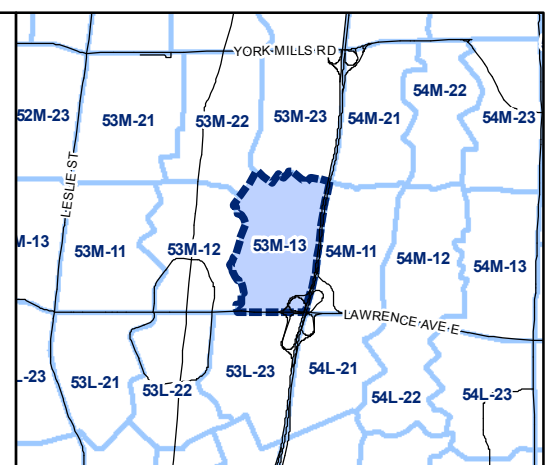 YORK MILLS RD
54M-22
52M-23
53M-21
53M-22
53M-23
54M-21
54M-23
LESLIE ST
M-13
53M-11
53M-12
53M-13
54M-11
54M-12
54M-13
LAWRENCE AVE E
L-23
53L-21
53L-22
53L-23
54L-21
54L-22
54L-23